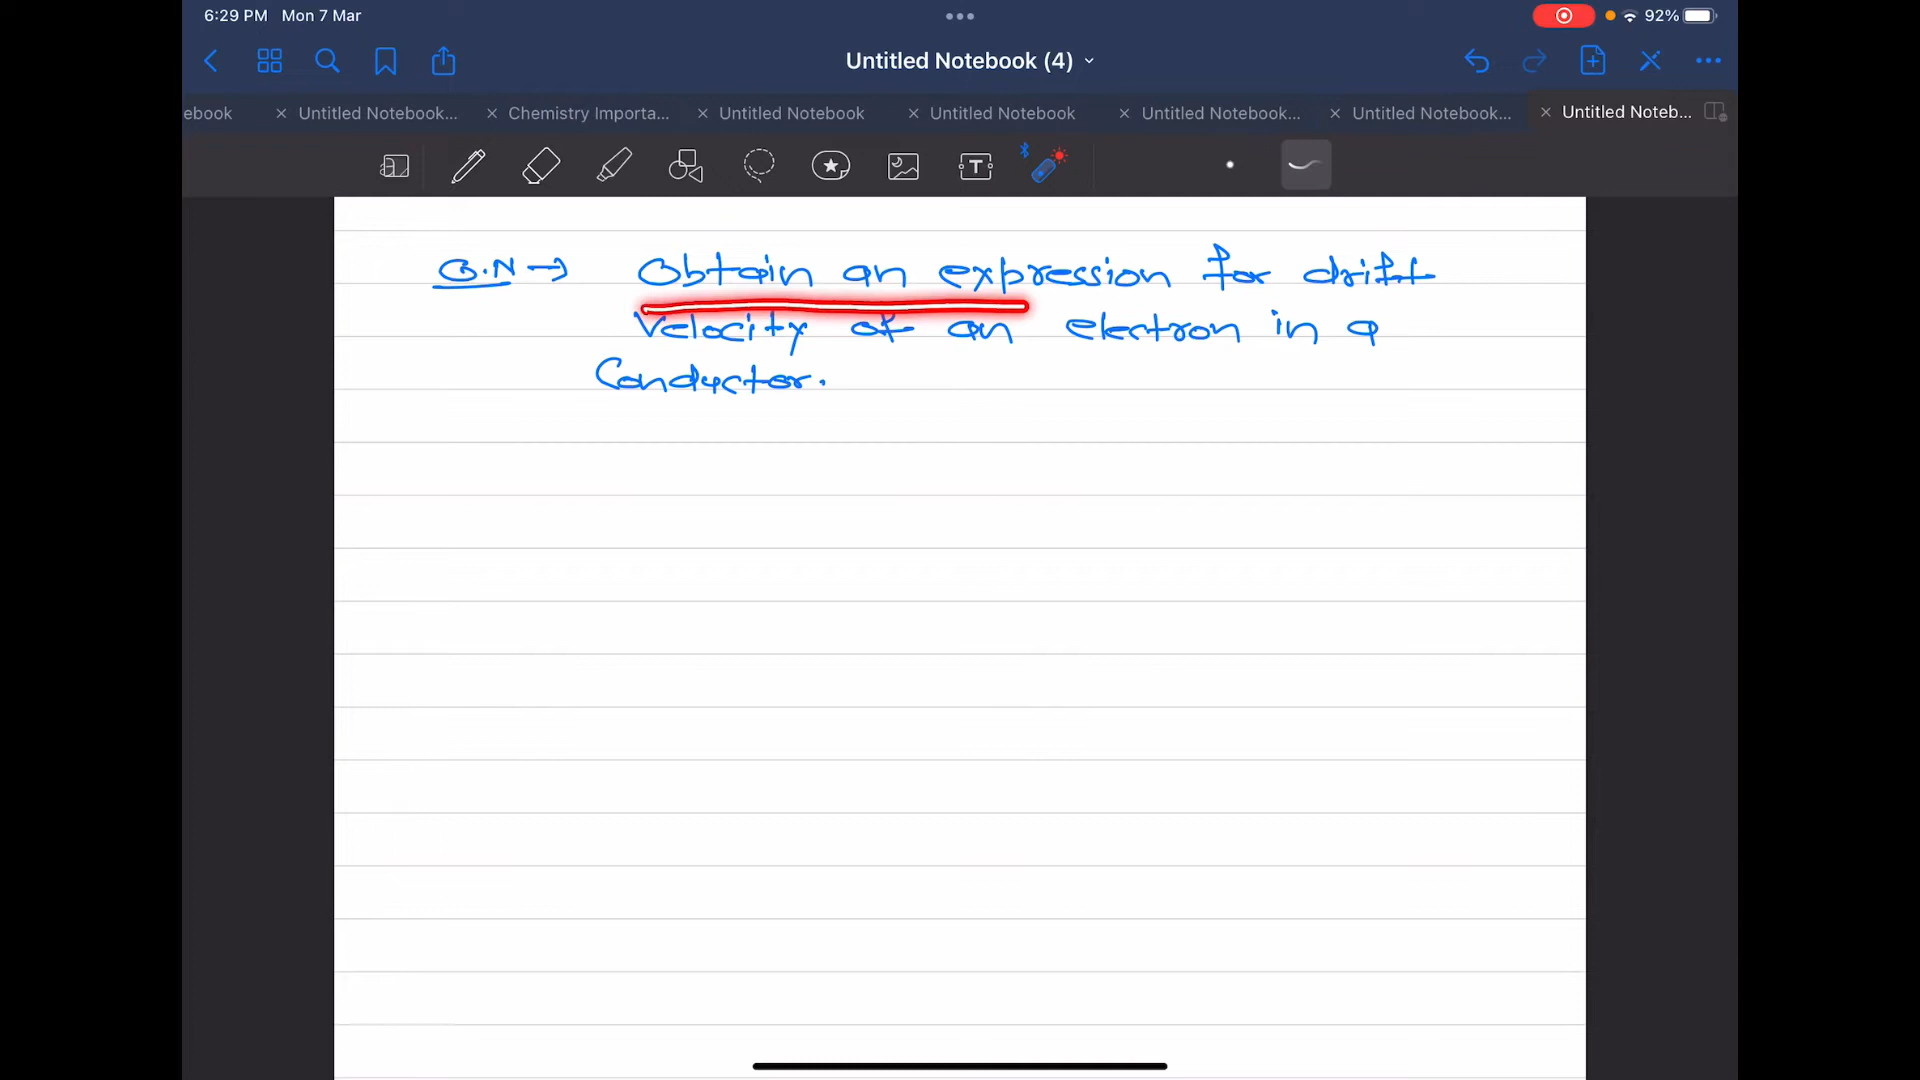 6:29 PM Mon 7 Mar
92%
Untitled Notebook (4)
ebook
Untitled Notebook...
Chemistry Importa...
Untitled Notebook
Untitled Notebook
Untitled Notebook...
Untitled Notebook...
Untitled Noteb...
Q.N → Obtain an expression for drift
Velocity of an electron in a
Conductor.